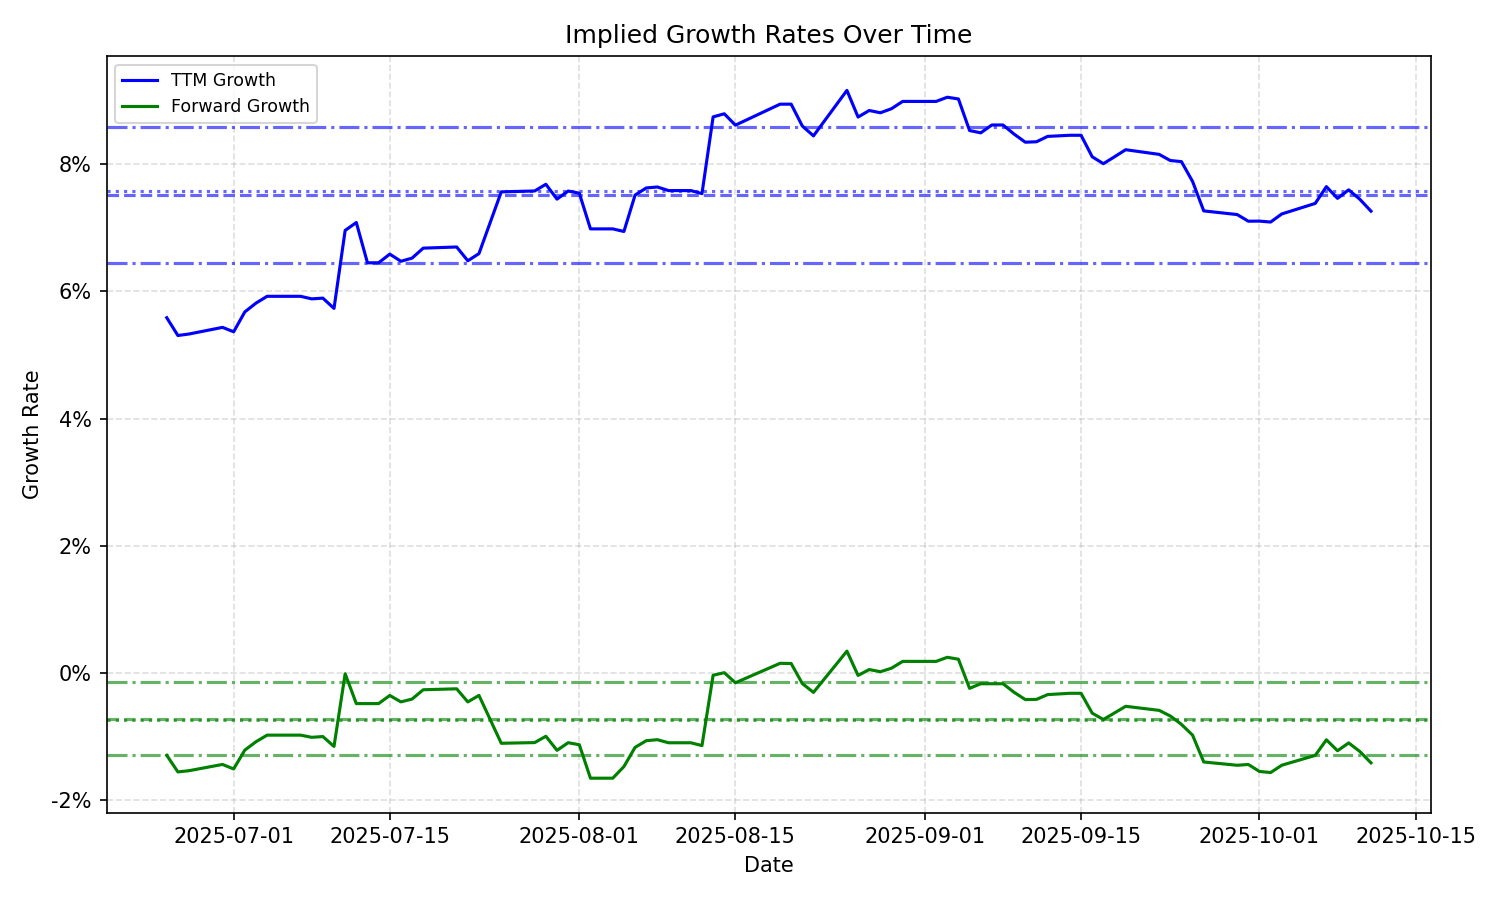 Implied Growth Rates Over Time
TTM Growth
Forward Growth
8%
6%
4%
2%
0%
-2%
Growth Rate
2025-07-01 2025-07-15 2025-08-01 2025-08-15 2025-09-01 2025-09-15 2025-10-01 2025-10-15
Date